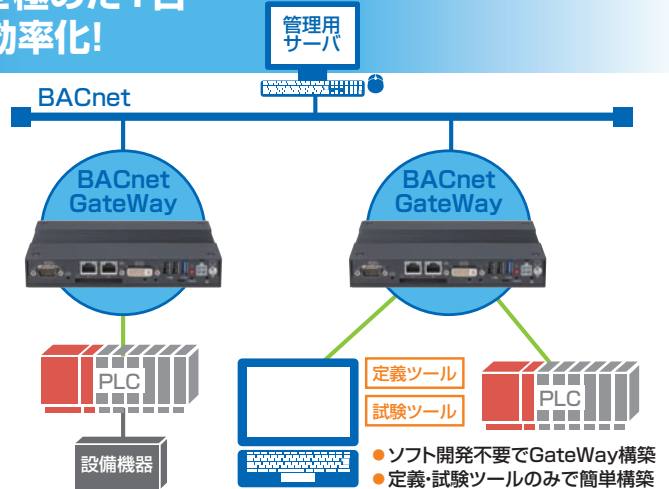 効率化!
管理用
サーバ
BACnet
BACnet
GateWay
BACnet
GateWay
PLC
設備機器
定義ツール
試験ツール
PLC
●ソフト開発不要でGateWay構築
●定義・試験ツールのみで簡単構築